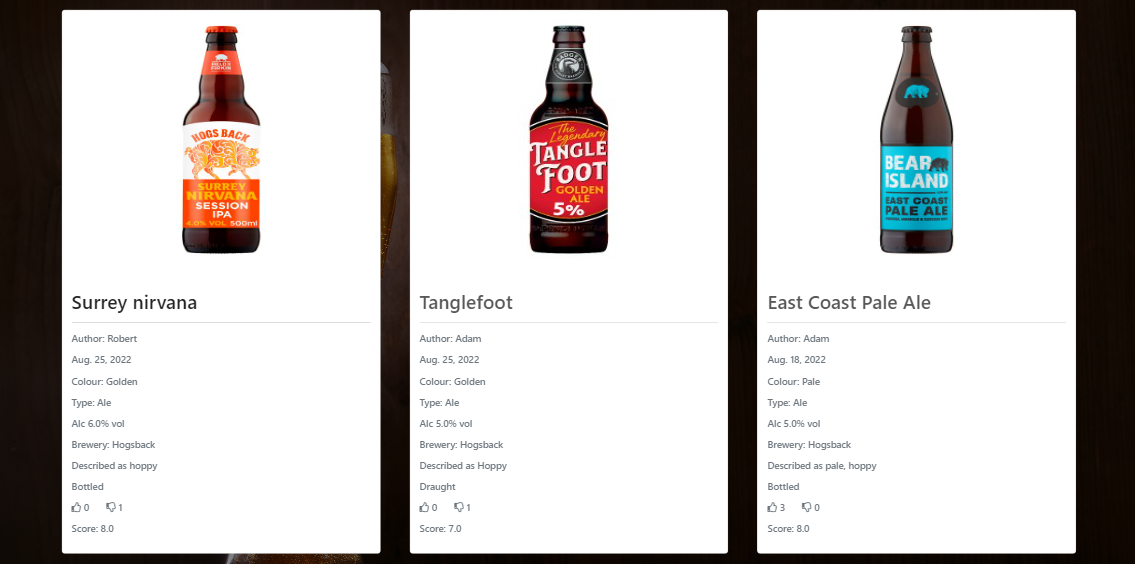 HOGS BACK
SURREY
NIRVANA
SESSION
IPA
4.0% VOL 500ml
Surrey nirvana
Author: Robert
Aug. 25, 2022
Colour: Golden
Type: Ale
Alc 6.0% vol
Brewery: Hogsback
Described as hoppy
Bottled
0 1
Score: 8.0
BADGER
The
Legendary
TANGLE
FOOT
GOLDEN
ALE
5%
Tanglefoot
Author: Adam
Aug. 25, 2022
Colour: Golden
Type: Ale
Alc 5.0% vol
Brewery: Hogsback
Described as Hoppy
Draught
0 1
Score: 7.0
BEAR
ISLAND
EAST COAST
PALE ALE
East Coast Pale Ale
Author: Adam
Aug. 18, 2022
Colour: Pale
Type: Ale
Alc 5.0% vol
Brewery: Hogsback
Described as pale, hoppy
Bottled
3 0
Score: 8.0